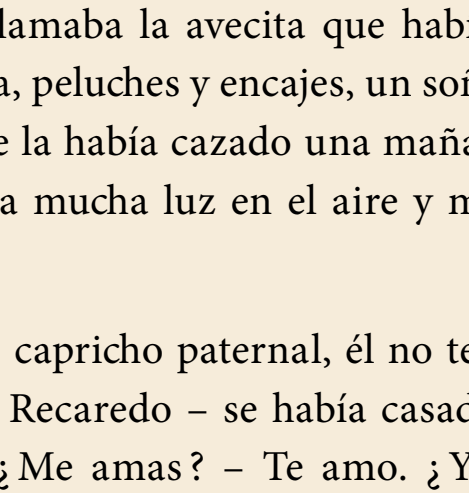 lamaba la avecita que habi
a, peluches y encajes, un soñ
e la había cazado una maña
a mucha luz en el aire y m
capricho paternal, él no te
Recaredo – se había casad
¿Me amas? – Te amo. ¿Y